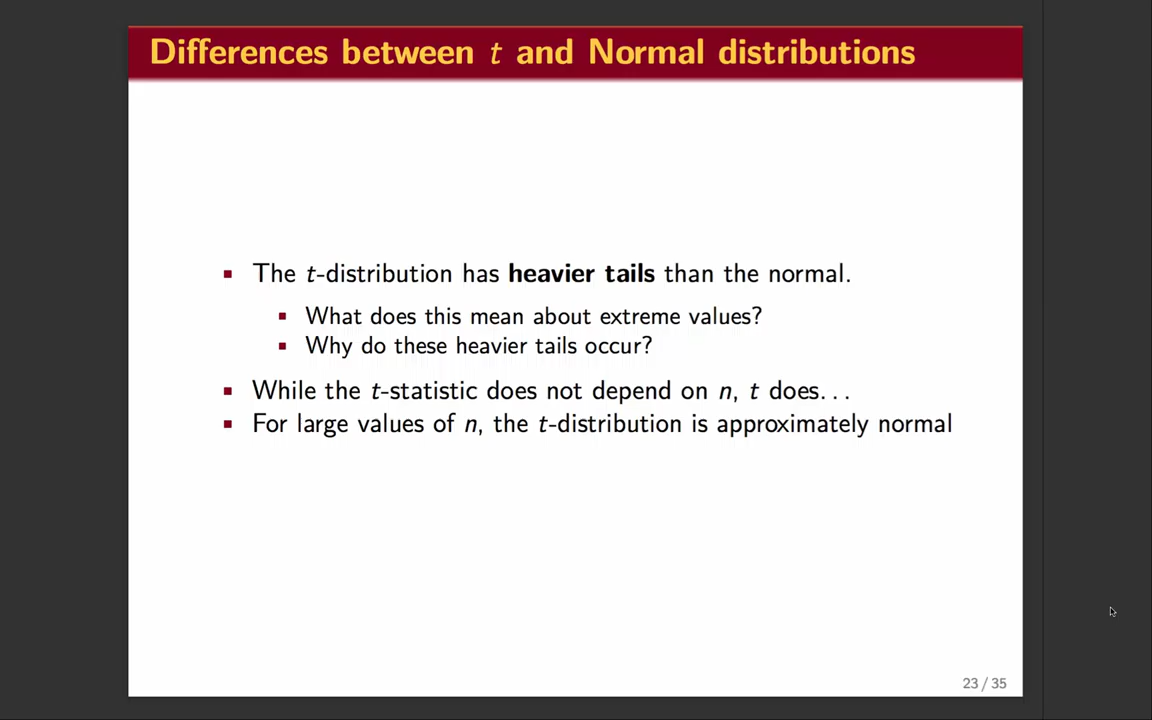 Differences between t and Normal distributions
▪ The t-distribution has heavier tails than the normal.
▪ What does this mean about extreme values?
▪ Why do these heavier tails occur?
▪ While the t-statistic does not depend on n, t does...
▪ For large values of n, the t-distribution is approximately normal
23 / 35